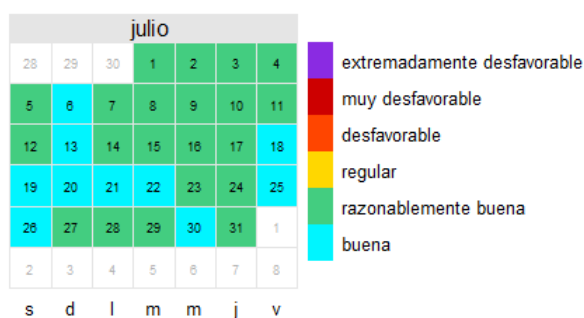 julio
28 29 30 1 2 3 4
5 6 7 8 9 10 11
12 13 14 15 16 17 18
19 20 21 22 23 24 25
26 27 28 29 30 31 1
2 3 4 5 6 7 8
s d l m m j v
extremadamente desfavorable
muy desfavorable
desfavorable
regular
razonablemente buena
buena